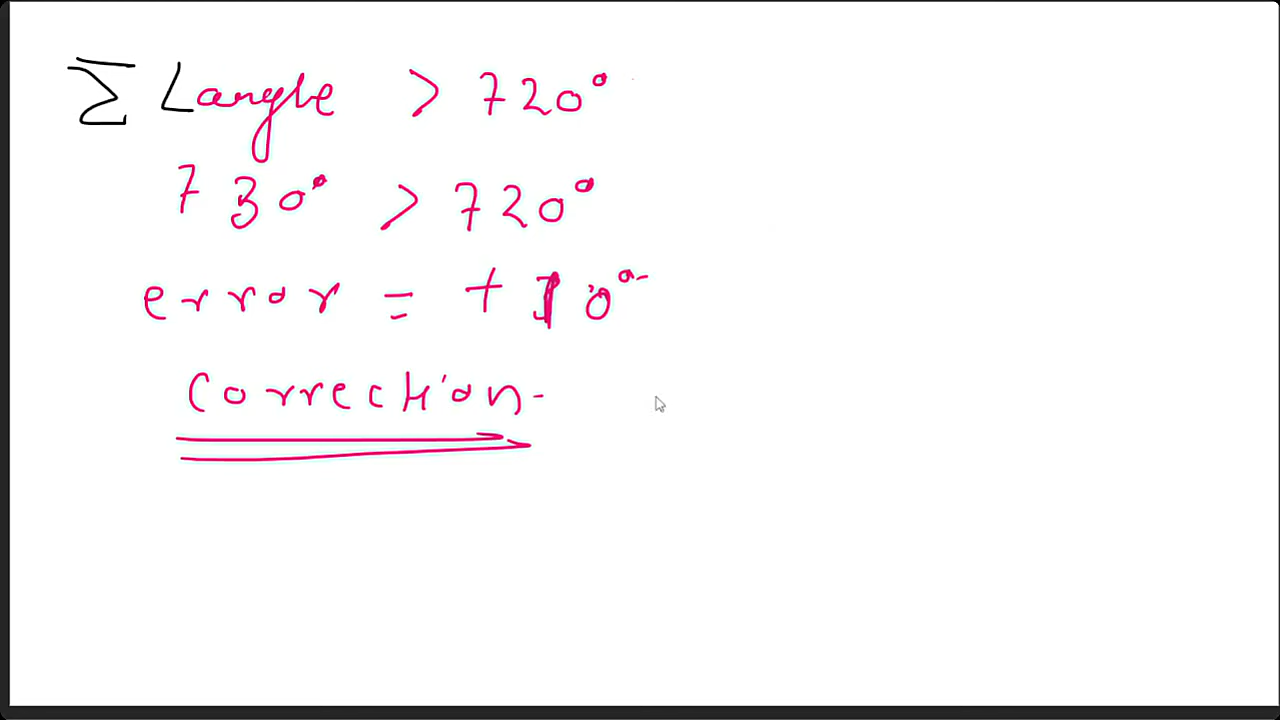 Σ ∠angle > 720°
730° > 720°
error = + 10°
Correction-